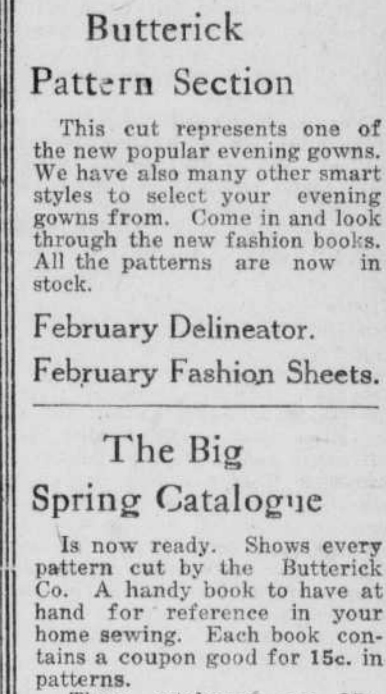 Butterick
Pattern Section
This cut represents one of
the new popular evening gowns.
We have also many other smart
styles to select your evening
gowns from. Come in and look
through the new fashion books.
All the patterns are now in
stock.
February Delineator.
February Fashion Sheets.
The Big
Spring Catalogue
Is now ready. Shows every
pattern cut by the Butterick
Co. A handy book to have at
hand for reference in your
home sewing. Each book con-
tains a coupon good for 15c. in
patterns.